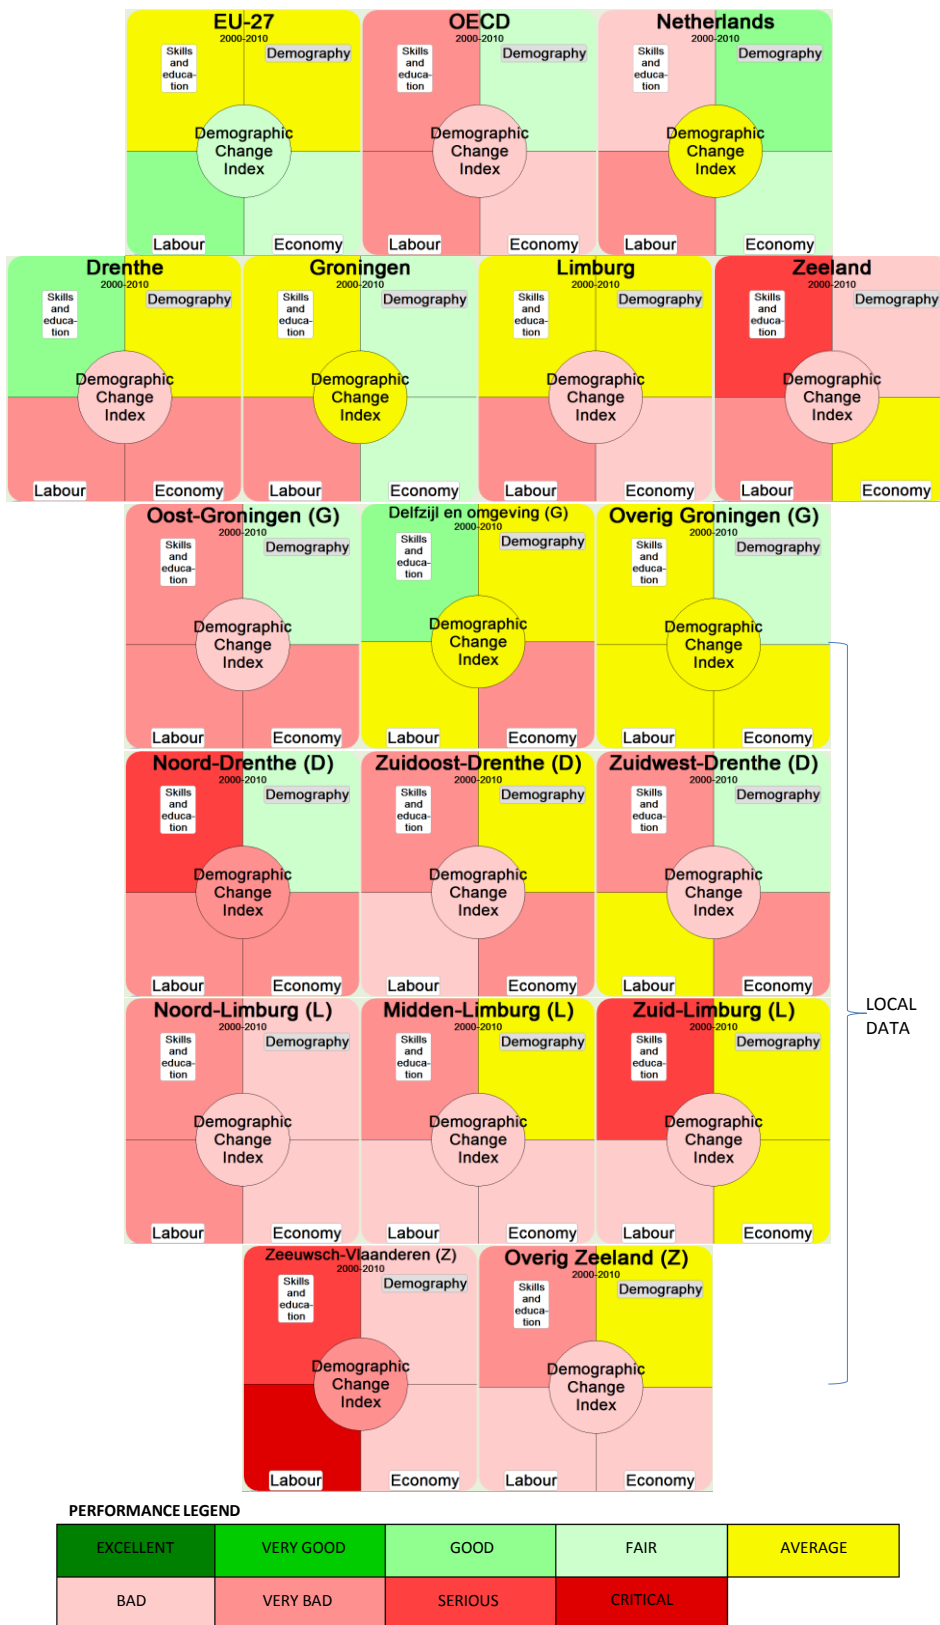 EU-27
2000-2010
Skills
and
educa-
tion
Demography
Demographic
Change
Index
Labour
Economy
OECD
2000-2010
Skills
and
educa-
tion
Demography
Demographic
Change
Index
Labour
Economy
Netherlands
2000-2010
Skills
and
educa-
tion
Demography
Demographic
Change
Index
Labour
Economy
Drenthe
2000-2010
Skills
and
educa-
tion
Demography
Demographic
Change
Index
Labour
Economy
Groningen
2000-2010
Skills
and
educa-
tion
Demography
Demographic
Change
Index
Labour
Economy
Limburg
2000-2010
Skills
and
educa-
tion
Demography
Demographic
Change
Index
Labour
Economy
Zeeland
2000-2010
Skills
and
educa-
tion
Demography
Demographic
Change
Index
Labour
Economy
Oost-Groningen (G)
2000-2010
Skills
and
educa-
tion
Demography
Demographic
Change
Index
Labour
Economy
Delfzijl en omgeving (G)
2000-2010
Skills
and
educa-
tion
Demography
Demographic
Change
Index
Labour
Economy
Overig Groningen (G)
2000-2010
Skills
and
educa-
tion
Demography
Demographic
Change
Index
Labour
Economy
Noord-Drenthe (D)
2000-2010
Skills
and
educa-
tion
Demography
Demographic
Change
Index
Labour
Economy
Zuidoost-Drenthe (D)
2000-2010
Skills
and
educa-
tion
Demography
Demographic
Change
Index
Labour
Economy
Zuidwest-Drenthe (D)
2000-2010
Skills
and
educa-
tion
Demography
Demographic
Change
Index
Labour
Economy
Noord-Limburg (L)
2000-2010
Skills
and
educa-
tion
Demography
Demographic
Change
Index
Labour
Economy
Midden-Limburg (L)
2000-2010
Skills
and
educa-
tion
Demography
Demographic
Change
Index
Labour
Economy
Zuid-Limburg (L)
2000-2010
Skills
and
educa-
tion
Demography
Demographic
Change
Index
Labour
Economy
LOCAL
DATA
Zeeuwsch-Vlaanderen (Z)
2000-2010
Skills
and
educa-
tion
Demography
Demographic
Change
Index
Labour
Economy
Overig Zeeland (Z)
2000-2010
Skills
and
educa-
tion
Demography
Demographic
Change
Index
Labour
Economy
PERFORMANCE LEGEND
EXCELLENT
VERY GOOD
GOOD
FAIR
AVERAGE
BAD
VERY BAD
SERIOUS
CRITICAL